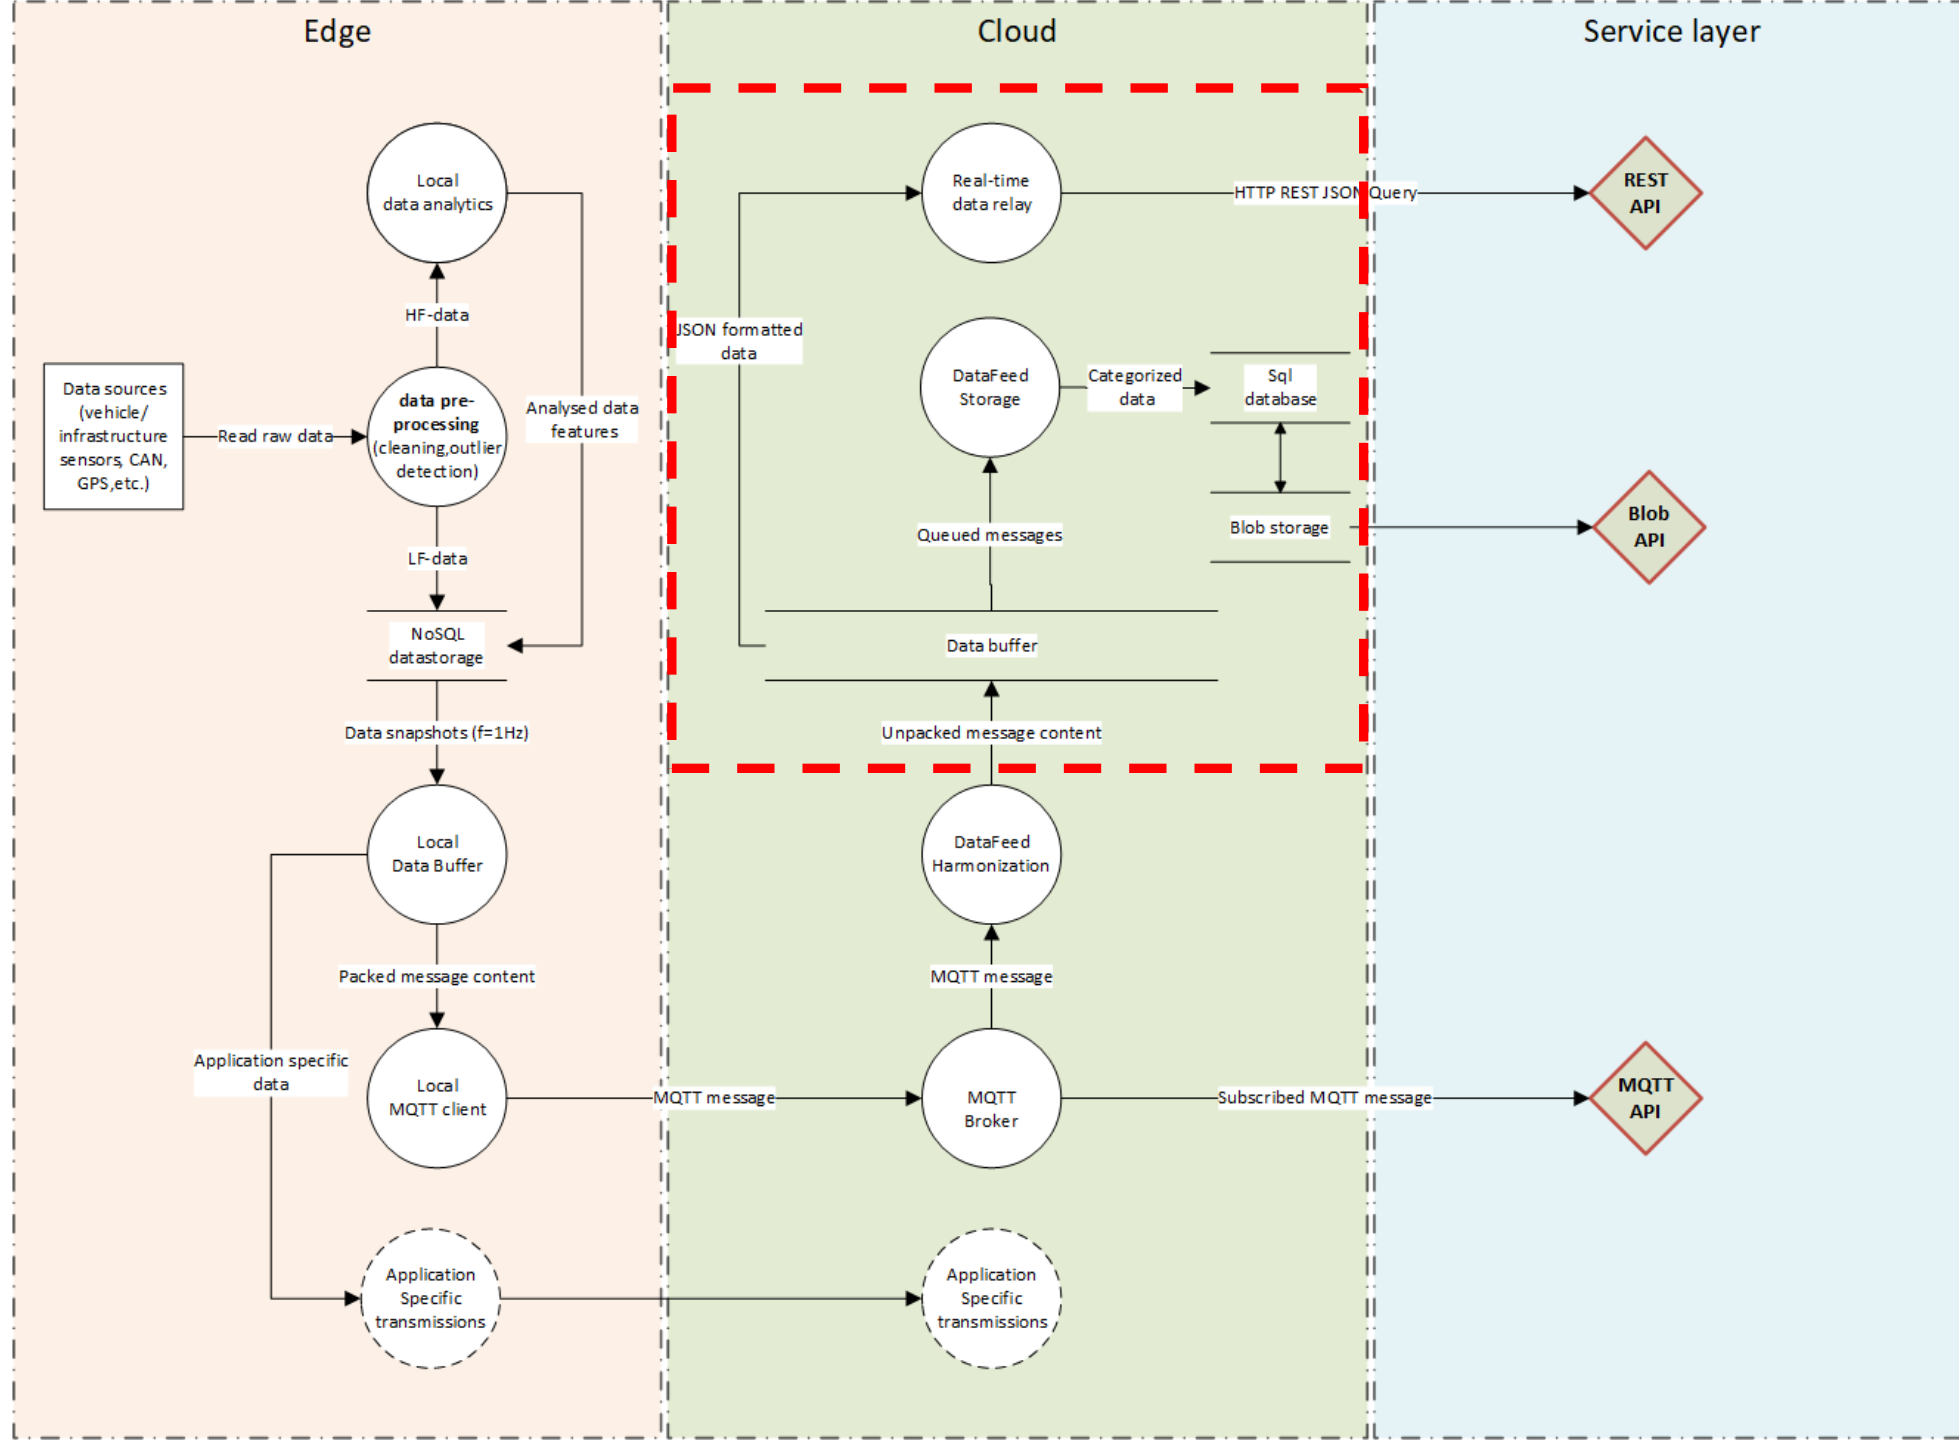 Edge
Cloud
Service layer
Local
data analytics
HF-data
Data sources
(vehicle/
infrastructure
sensors, CAN,
GPS,etc.)
Read raw data
data pre-
processing
(cleaning,outlier
detection)
Analysed data
features
LF-data
NoSQL
datastorage
Data snapshots (f=1Hz)
Local
Data Buffer
Packed message content
Application specific
data
Local
MQTT client
MQTT message
Application
Specific
transmissions
Real-time
data relay
HTTP REST JSON Query
JSON formatted
data
DataFeed
Storage
Categorized
data
Sql
database
Queued messages
Blob storage
Data buffer
Unpacked message content
DataFeed
Harmonization
MQTT message
MQTT
Broker
Subscribed MQTT message
Application
Specific
transmissions
REST
API
Blob
API
MQTT
API